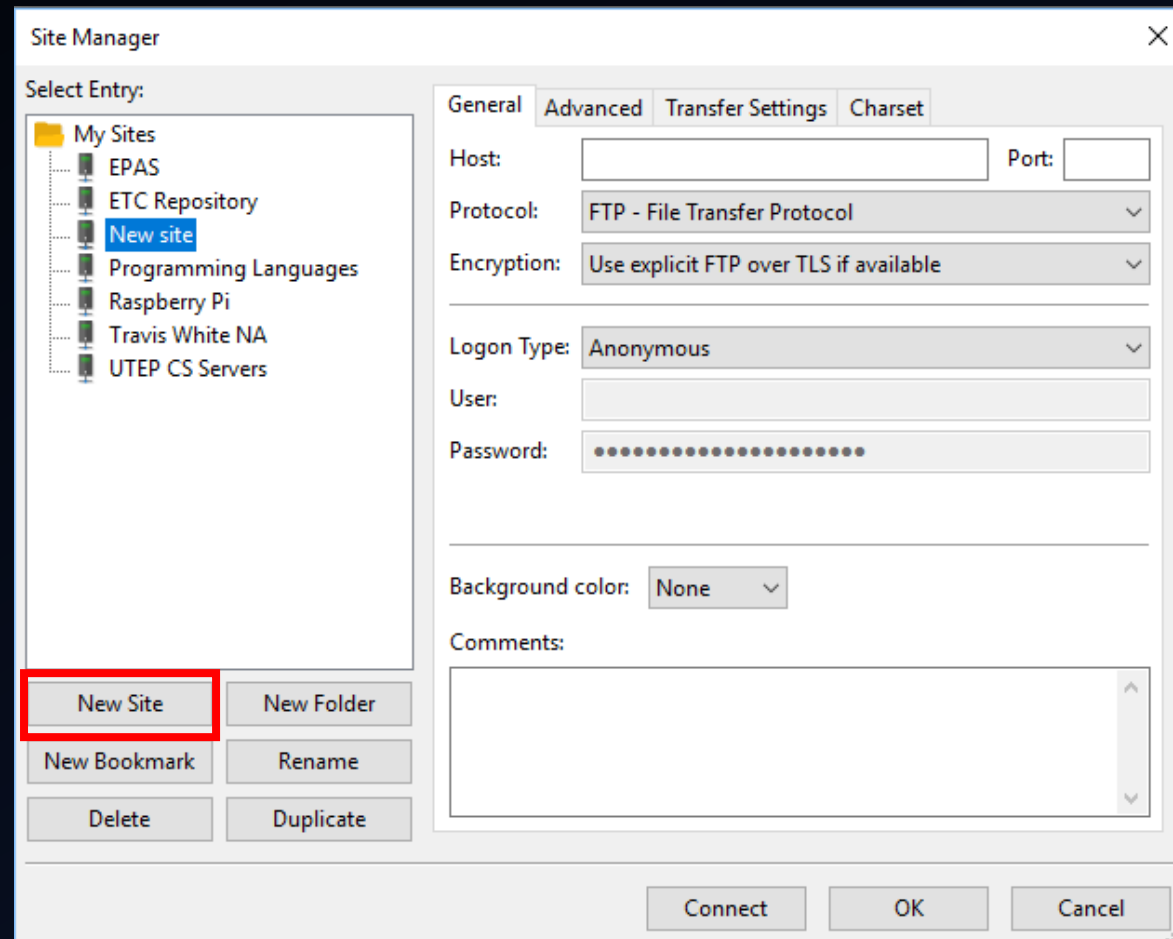 Site Manager
Select Entry:
My Sites
EPAS
ETC Repository
New site
Programming Languages
Raspberry Pi
Travis White NA
UTEP CS Servers
New Site
New Folder
New Bookmark
Rename
Delete
Duplicate
General
Advanced
Transfer Settings
Charset
Host:
Port:
Protocol:
FTP - File Transfer Protocol
Encryption:
Use explicit FTP over TLS if available
Logon Type:
Anonymous
User:
Password:
●●●●●●●●●●●●●●●●●●●●●
Background color:
None
Comments:
Connect
OK
Cancel